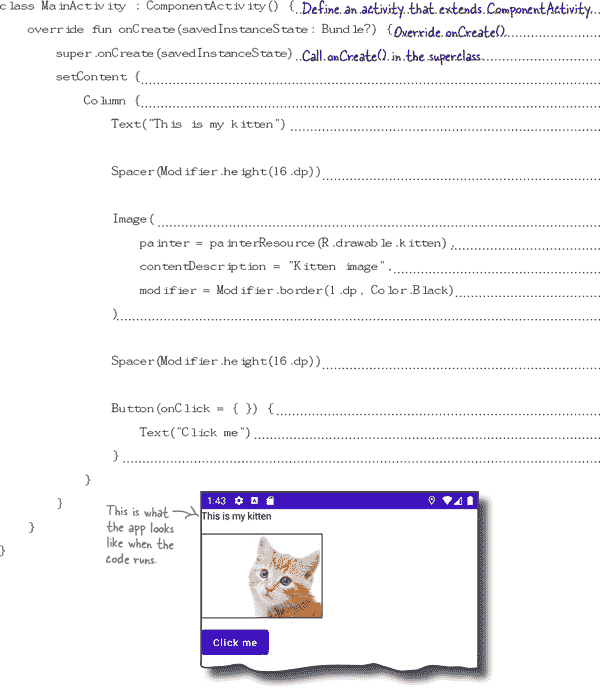 class MainActivity : ComponentActivity() { Define an activity that extends ComponentActivity.
override fun onCreate(savedInstanceState: Bundle?) { Override onCreate().
super.onCreate(savedInstanceState) Call onCreate() in the superclass.
setContent {
Column {
Text("This is my kitten")
Spacer(Modifier.height(16.dp))
Image(
painter = painterResource(R.drawable.kitten),
contentDescription = "Kitten image",
modifier = Modifier.border(1.dp, Color.Black)
)
Spacer(Modifier.height(16.dp))
Button(onClick = { }) {
Text("Click me")
}
}
}
}
}
This is what
the app looks
like when the
code runs.
1:43
This is my kitten
Click me